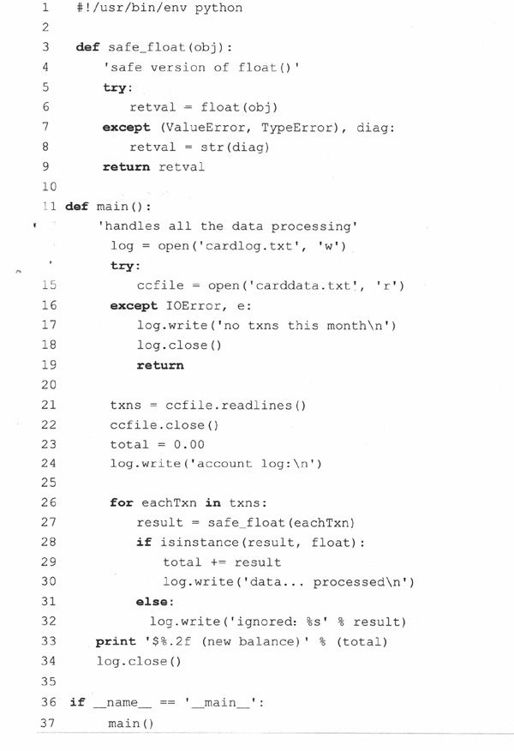 1 #!/usr/bin/env python
2
3 def safe_float(obj):
4 'safe version of float()'
5 try:
6 retval = float(obj)
7 except (ValueError, TypeError), diag:
8 retval = str(diag)
9 return retval
10
11 def main():
'handles all the data processing'
log = open('cardlog.txt', 'w')
try:
15 ccfile = open('carddata.txt', 'r')
16 except IOError, e:
17 log.write('no txns this month\n')
18 log.close()
19 return
20
21 txns = ccfile.readlines()
22 ccfile.close()
23 total = 0.00
24 log.write('account log:\n')
25
26 for eachTxn in txns:
27 result = safe_float(eachTxn)
28 if isinstance(result, float):
29 total += result
30 log.write('data... processed\n')
31 else:
32 log.write('ignored: %s' % result)
33 print '$%.2f (new balance)' % (total)
34 log.close()
35
36 if __name__ == '__main__':
37 main()